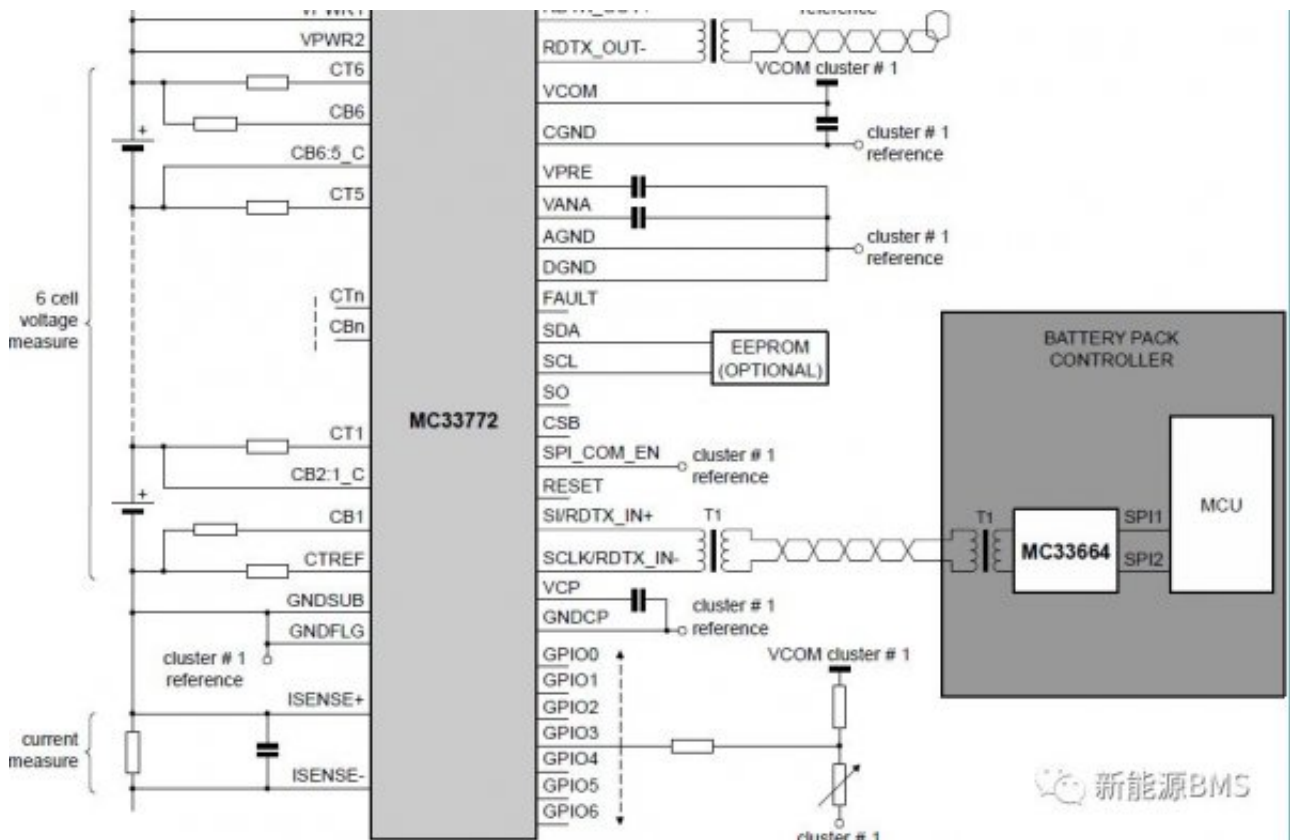 VPWR2
CT6
CB6
CB6:5_C
CT5
6 cell
voltage
measure
CTn
CBn
CT1
CB2:1_C
CB1
CTREF
GNDSUB
GNDFLG
cluster # 1
reference
ISENSE+
current
measure
ISENSE-
MC33772
reference
RDTX_OUT-
VCOM cluster # 1
VCOM
CGND
cluster # 1
reference
VPRE
VANA
AGND
cluster # 1
reference
DGND
FAULT
SDA
SCL
EEPROM
(OPTIONAL)
SO
CSB
SPI_COM_EN
cluster # 1
reference
RESET
SI/RDTX_IN+
T1
SCLK/RDTX_IN-
VCP
GNDCP
cluster # 1
reference
GPIO0
GPIO1
GPIO2
GPIO3
GPIO4
GPIO5
GPIO6
VCOM cluster # 1
cluster # 1
BATTERY PACK
CONTROLLER
T1
MC33664
SPI1
SPI2
MCU
新能源BMS